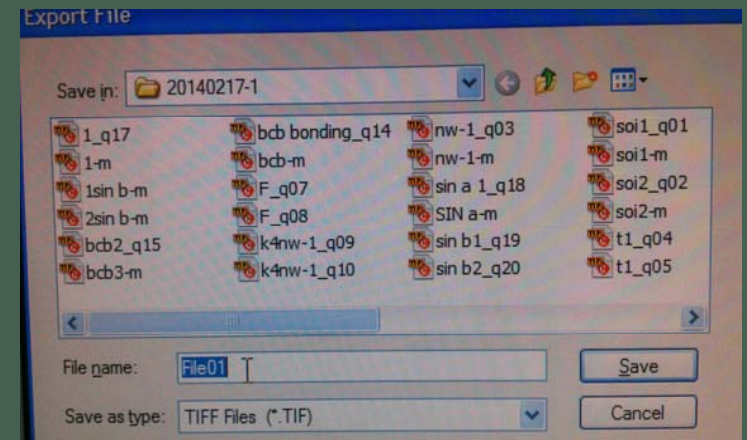 Export File
Save in: 20140217-1
1_q17
1-m
1sin b-m
2sin b-m
bcb2_q15
bcb3-m
bcb bonding_q14
bcb-m
F_q07
F_q08
k4nw-1_q09
k4nw-1_q10
nw-1_q03
nw-1-m
sin a 1_q18
SIN a-m
sin b1_q19
sin b2_q20
soi1_q01
soi1-m
soi2_q02
soi2-m
t1_q04
t1_q05
File name: File01 Save
Save as type: TIFF Files (*.TIF) Cancel